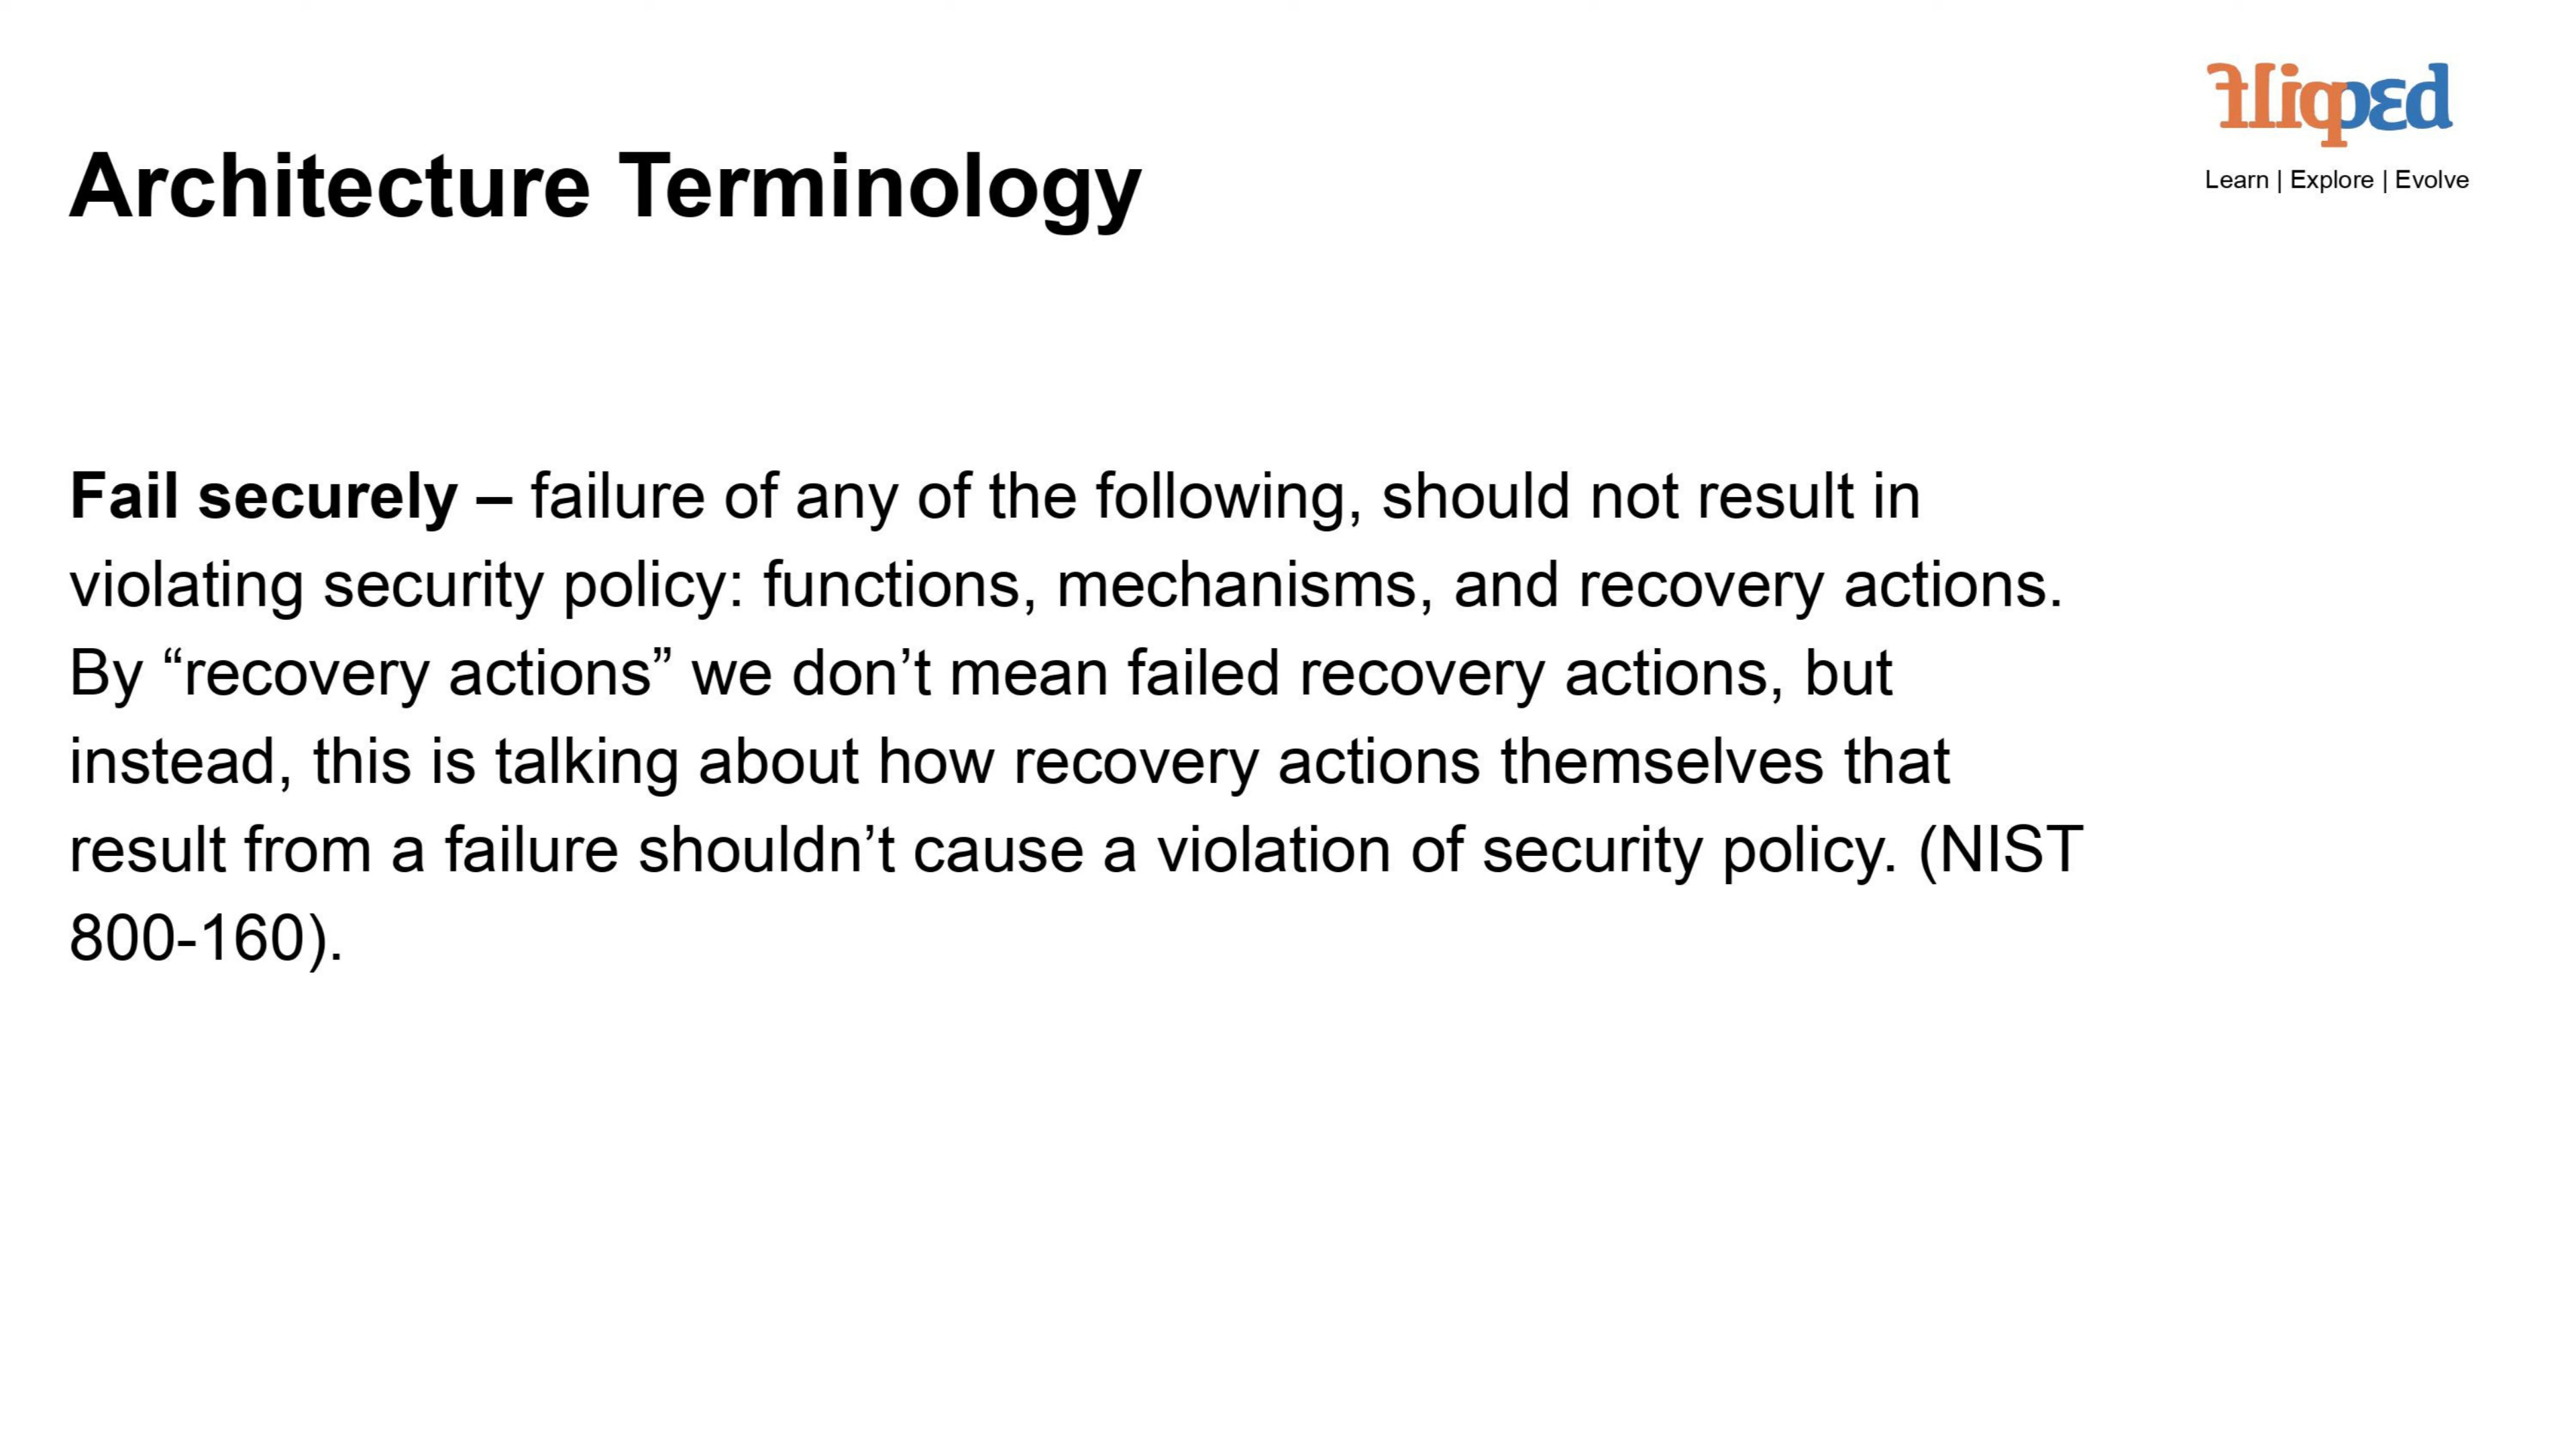 flipped
Learn | Explore | Evolve
Architecture Terminology
Fail securely – failure of any of the following, should not result in
violating security policy: functions, mechanisms, and recovery actions.
By “recovery actions” we don’t mean failed recovery actions, but
instead, this is talking about how recovery actions themselves that
result from a failure shouldn’t cause a violation of security policy. (NIST
800-160).